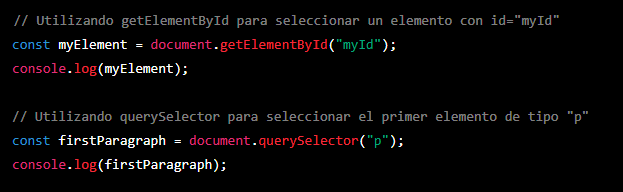 // Utilizando getElementById para seleccionar un elemento con id="myId"
const myElement = document.getElementById("myId");
console.log(myElement);
// Utilizando querySelector para seleccionar el primer elemento de tipo "p"
const firstParagraph = document.querySelector("p");
console.log(firstParagraph);